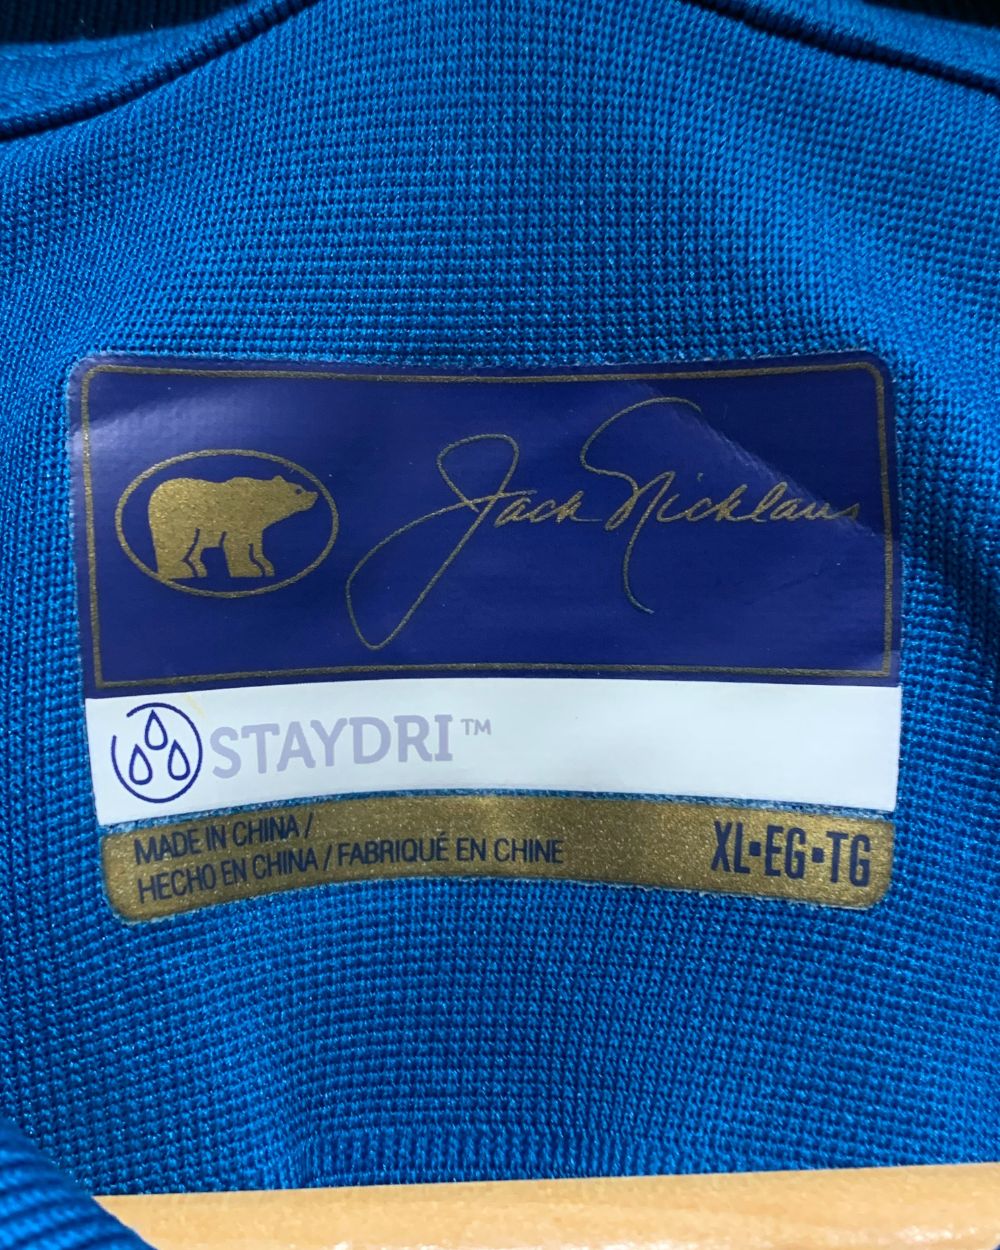 Jack Nicklaus
STAYDRI™
MADE IN CHINA /
HECHO EN CHINA / FABRIQUÉ EN CHINE
XL•EG•TG